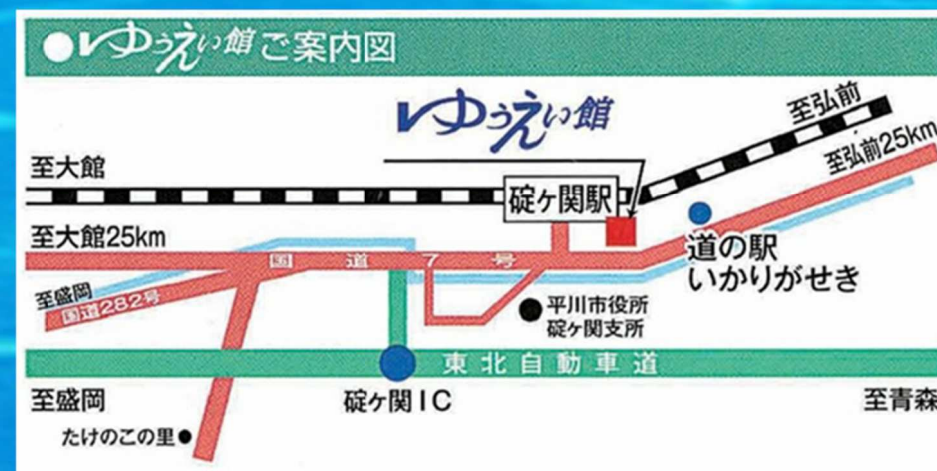 ●ゆうえい館ご案内図
ゆうえい館
至弘前
至弘前25km
至大館
碇ヶ関駅
至大館25km
国道7号
道の駅
いかりがせき
至盛岡
国道282号
平川市役所
碇ヶ関支所
東北自動車道
至盛岡
碇ヶ関IC
至青森
たけのこの里●